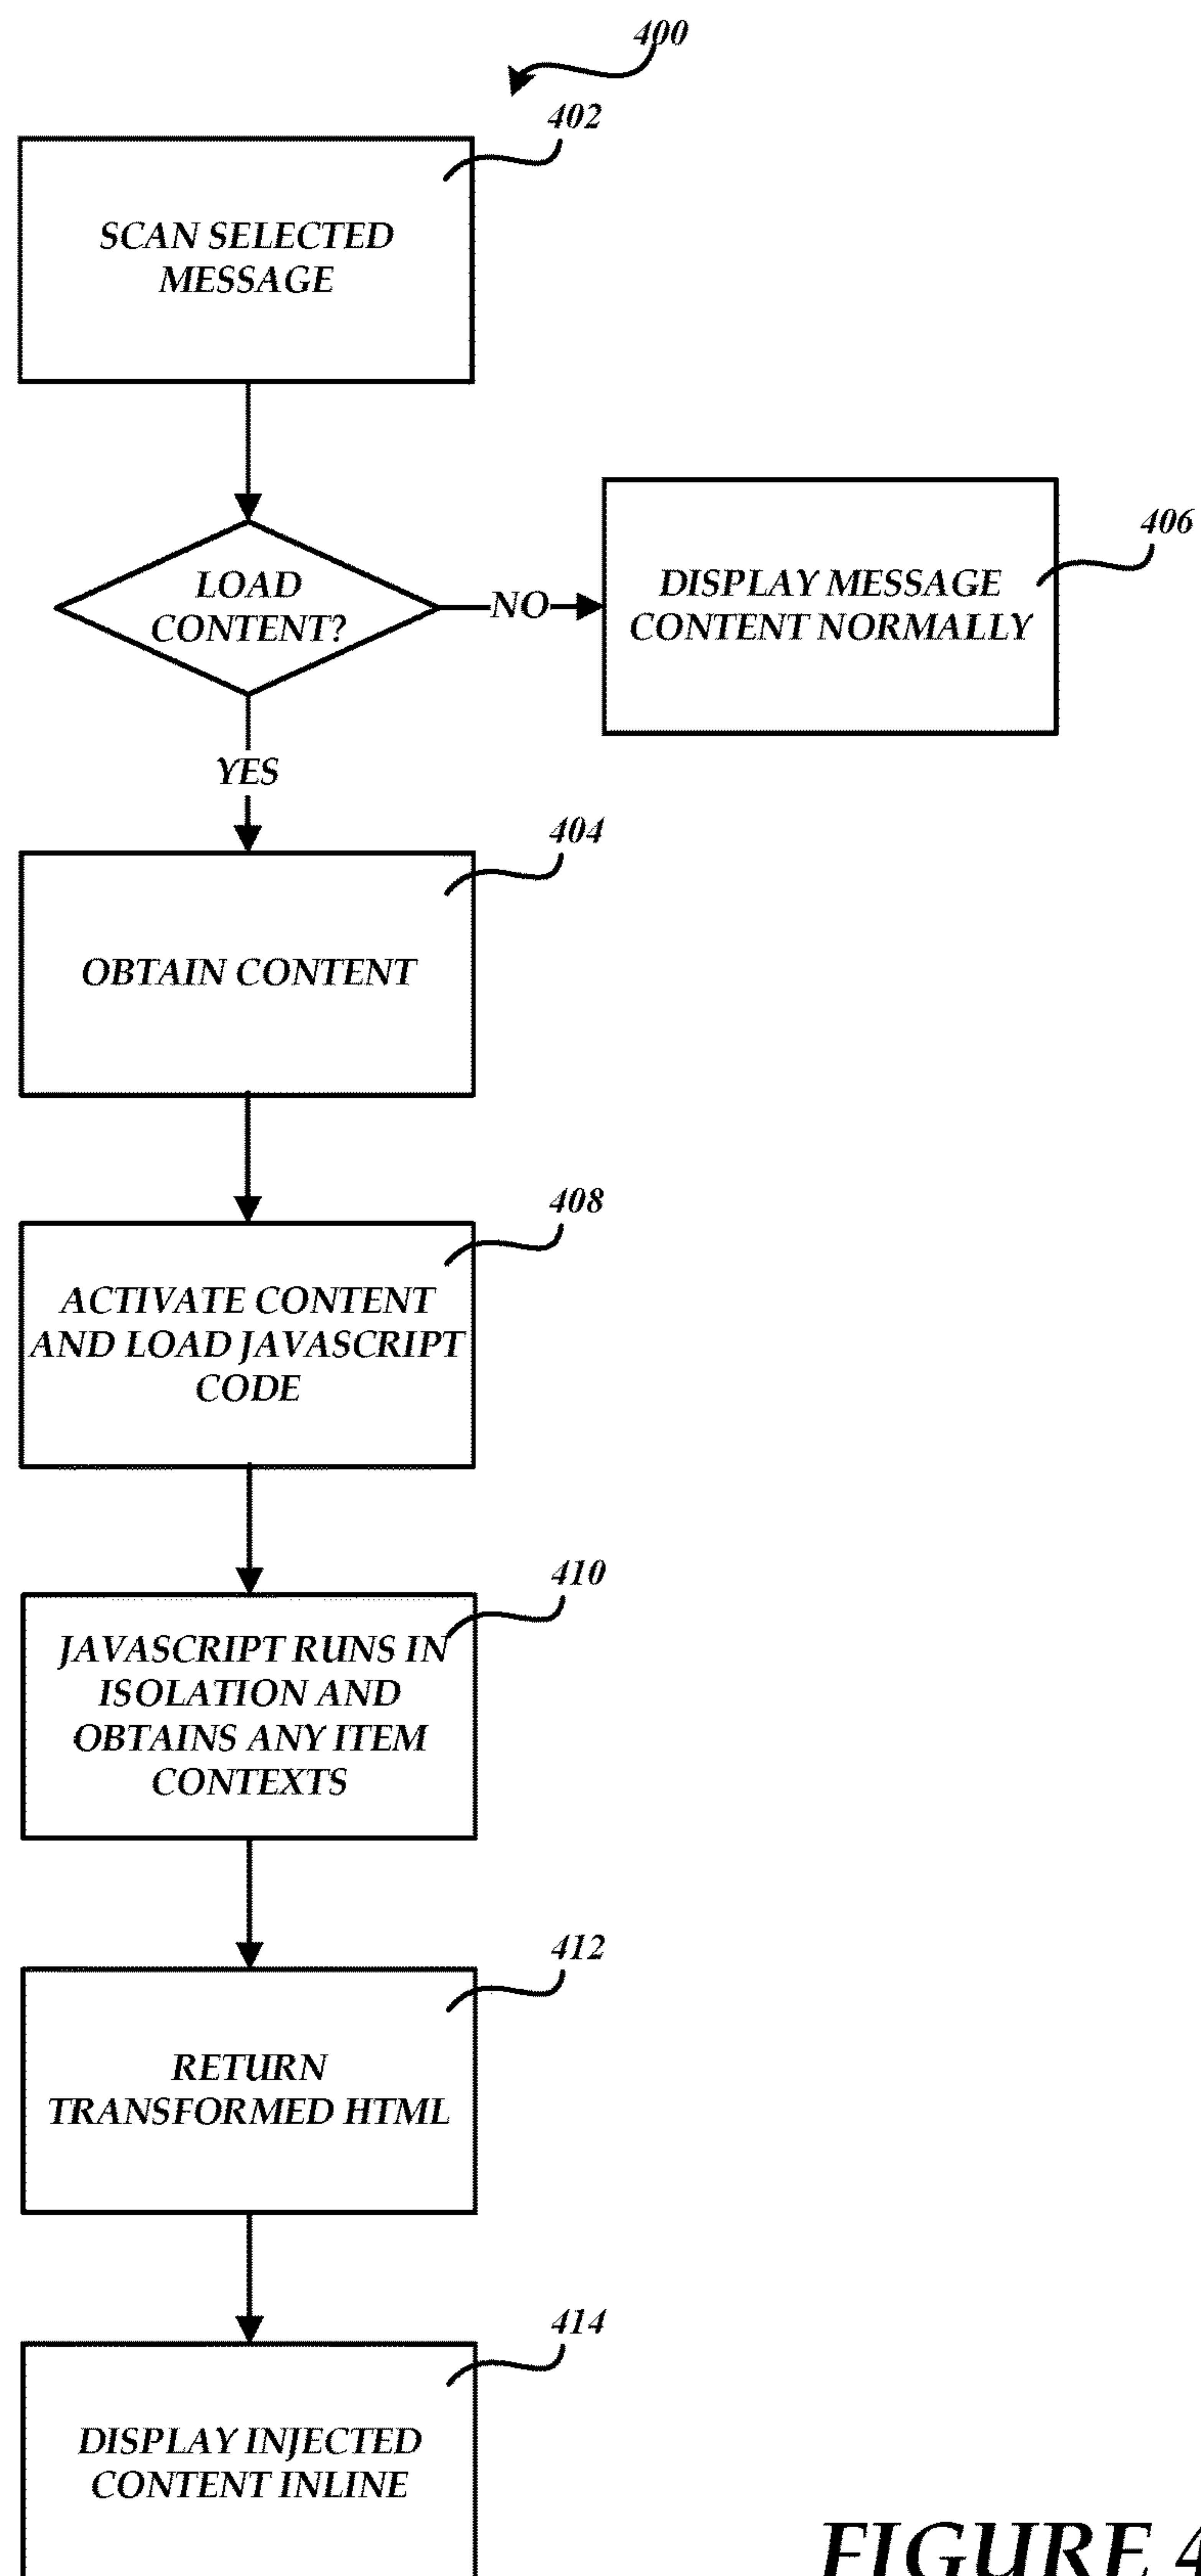 400
402
SCAN SELECTED
MESSAGE
LOAD
CONTENT?
NO
DISPLAY MESSAGE
CONTENT NORMALLY
406
YES
404
OBTAIN CONTENT
408
ACTIVATE CONTENT
AND LOAD JAVASCRIPT
CODE
410
JAVASCRIPT RUNS IN
ISOLATION AND
OBTAINS ANY ITEM
CONTEXTS
412
RETURN
TRANSFORMED HTML
414
DISPLAY INJECTED
CONTENT INLINE
FIGURE 4